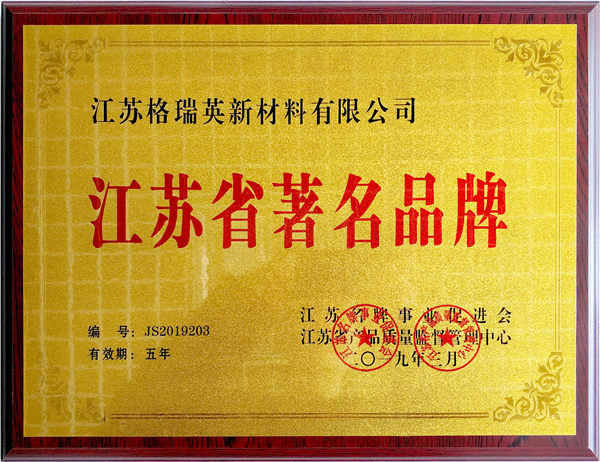 江苏格瑞英新材料有限公司
江苏省著名品牌
编 号: JS2019203
有效期: 五年
江苏名牌事业促进会
江苏省产品质量监督管理中心
二〇一九年三月